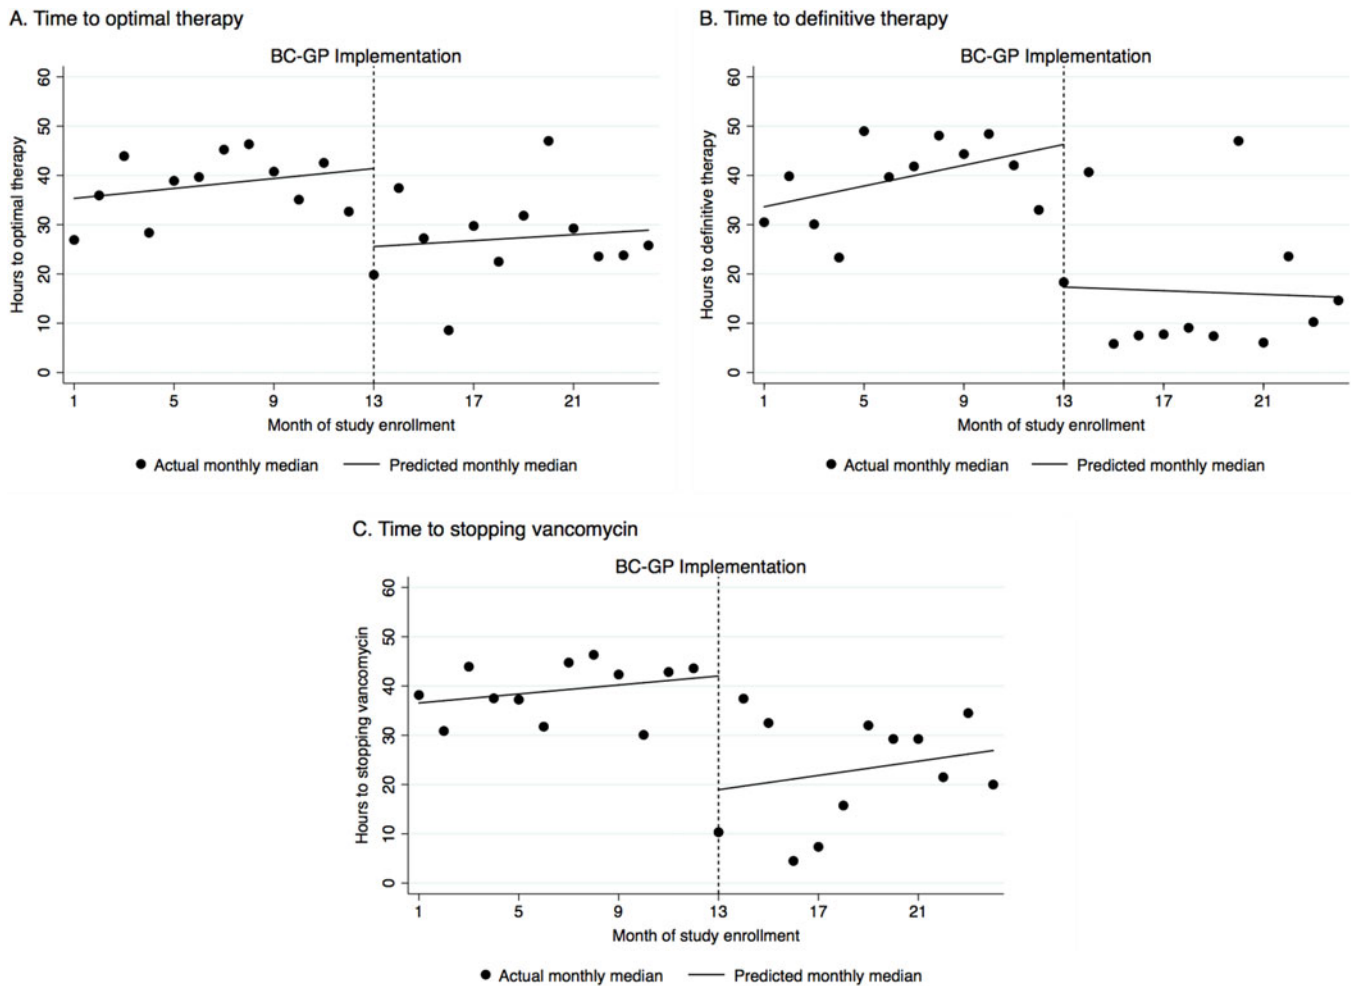 A. Time to optimal therapy
BC-GP Implementation
Hours to optimal therapy
60
50
40
30
20
10
0
1 5 9 13 17 21
Month of study enrollment
Actual monthly median Predicted monthly median
B. Time to definitive therapy
BC-GP Implementation
Hours to definitive therapy
60
50
40
30
20
10
0
1 5 9 13 17 21
Month of study enrollment
Actual monthly median Predicted monthly median
C. Time to stopping vancomycin
BC-GP Implementation
Hours to stopping vancomycin
60
50
40
30
20
10
0
1 5 9 13 17 21
Month of study enrollment
Actual monthly median Predicted monthly median